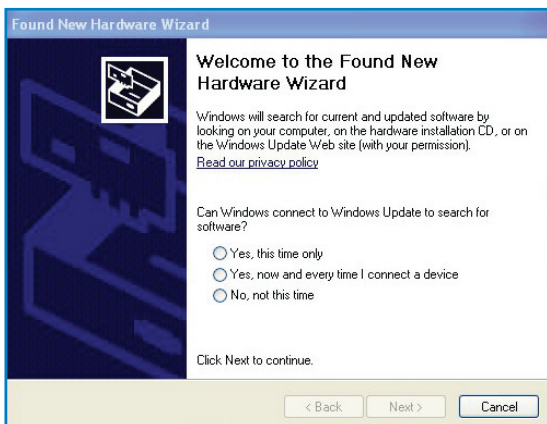 Found New Hardware Wizard
Welcome to the Found New
Hardware Wizard
Windows will search for current and updated software by
looking on your computer, on the hardware installation CD, or on
the Windows Update Web site (with your permission).
Read our privacy policy
Can Windows connect to Windows Update to search for
software?
Yes, this time only
Yes, now and every time I connect a device
No, not this time
Click Next to continue.
< Back Next > Cancel